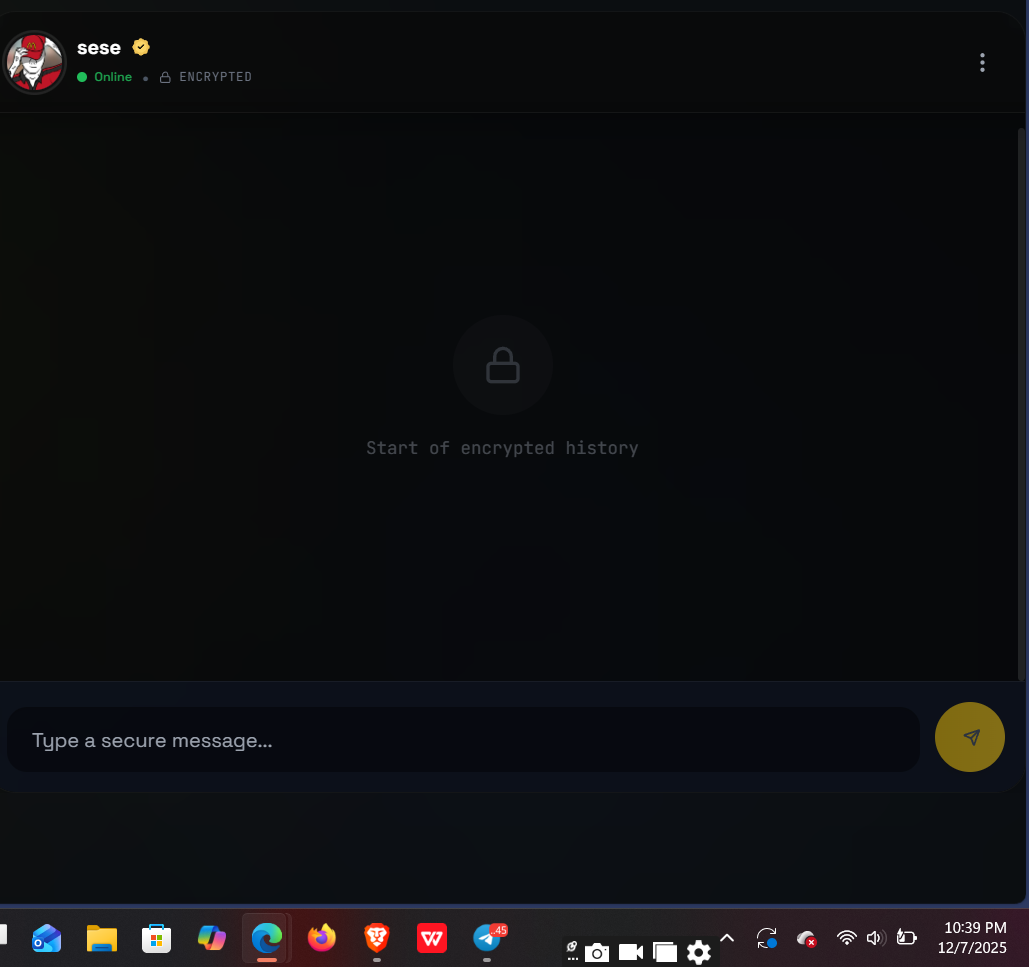 sese
Online • ENCRYPTED
Start of encrypted history
Type a secure message...
..45
10:39 PM
12/7/2025